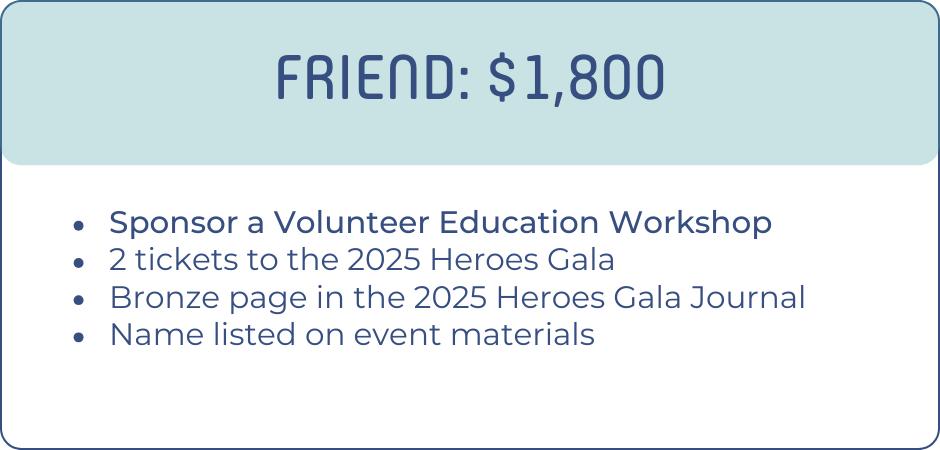 FRIEND: $1,800
• Sponsor a Volunteer Education Workshop
• 2 tickets to the 2025 Heroes Gala
• Bronze page in the 2025 Heroes Gala Journal
• Name listed on event materials